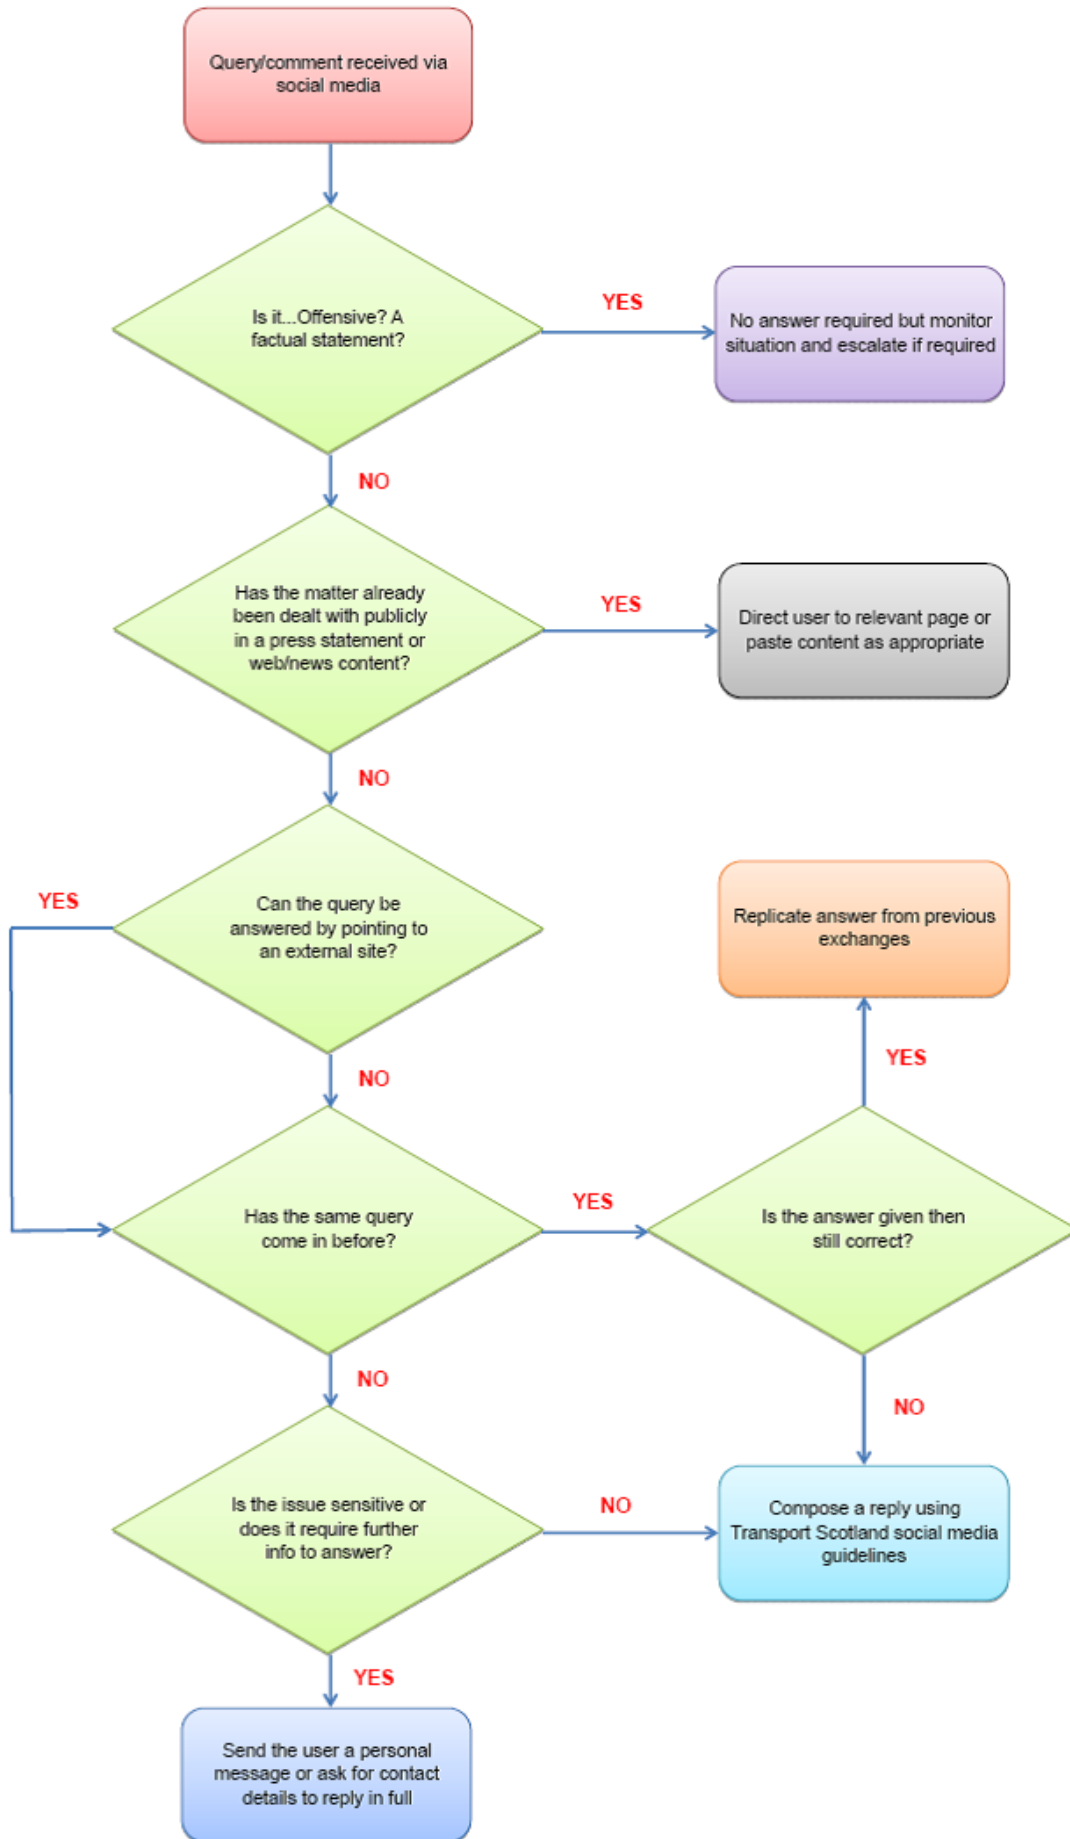 Query/comment received via
social media
Is it...Offensive? A
factual statement?
YES
No answer required but monitor
situation and escalate if required
NO
Has the matter already
been dealt with publicly
in a press statement or
web/news content?
YES
Direct user to relevant page or
paste content as appropriate
NO
YES
Can the query be
answered by pointing to
an external site?
Replicate answer from previous
exchanges
NO
YES
Has the same query
come in before?
YES
Is the answer given then
still correct?
NO
NO
Is the issue sensitive or
does it require further
info to answer?
NO
Compose a reply using
Transport Scotland social media
guidelines
YES
Send the user a personal
message or ask for contact
details to reply in full